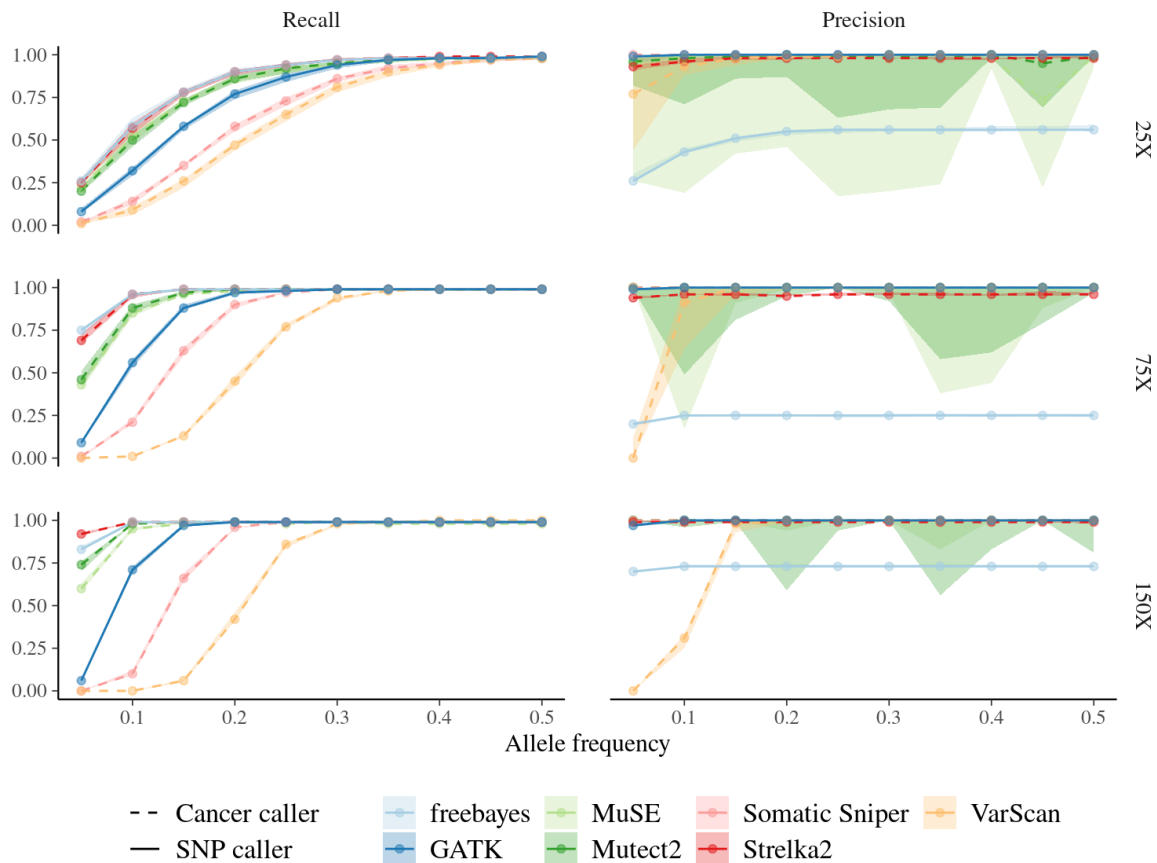 Recall Precision
1.00
0.75
0.50
0.25
0.00
25X
1.00
0.75
0.50
0.25
0.00
75X
1.00
0.75
0.50
0.25
0.00
150X
0.1 0.2 0.3 0.4 0.5 0.1 0.2 0.3 0.4 0.5
Allele frequency
Cancer caller freebayes MuSE Somatic Sniper VarScan
SNP caller GATK Mutect2 Strelka2